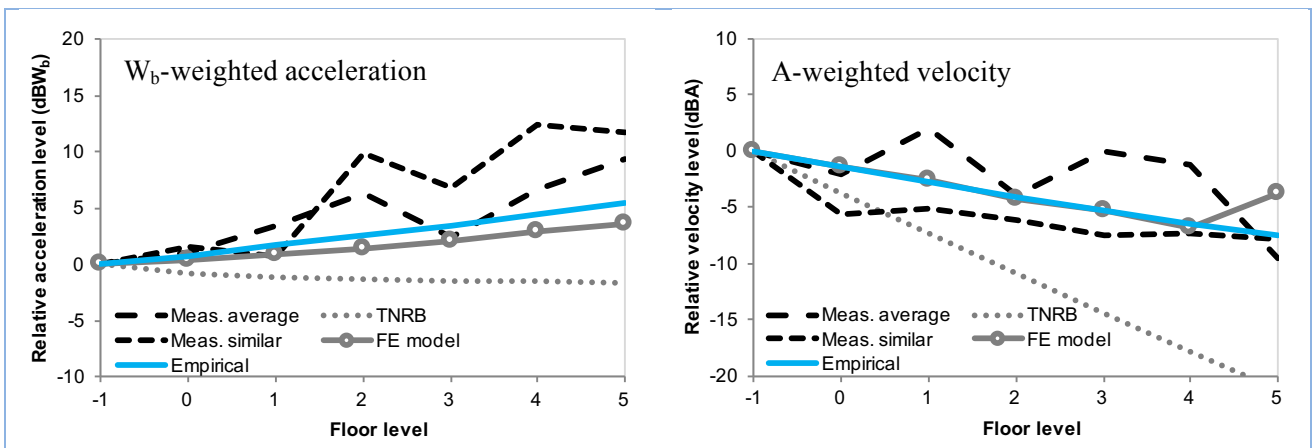 Wb-weighted acceleration
Relative acceleration level (dBWb)
20
15
10
5
0
-5
-10
Meas. average
TNRB
Meas. similar
FE model
Empirical
-1 0 1 2 3 4 5
Floor level
A-weighted velocity
Relative velocity level (dBA)
10
5
0
-5
-10
-15
-20
Meas. average
TNRB
Meas. similar
FE model
Empirical
-1 0 1 2 3 4 5
Floor level